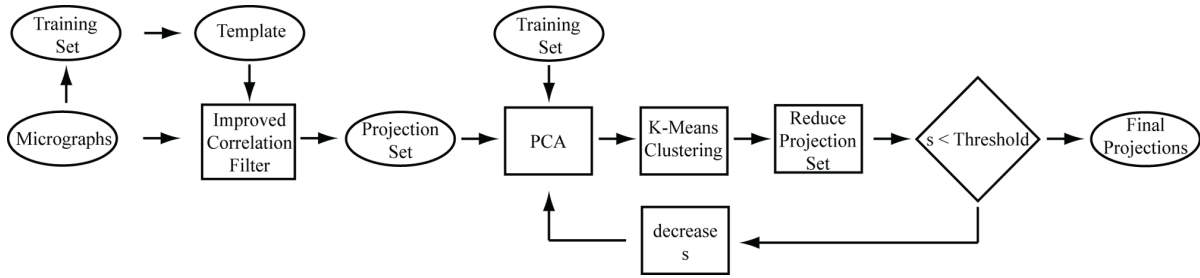 Training
Set
Template
Micrographs
Improved
Correlation
Filter
Projection
Set
Training
Set
PCA
K-Means
Clustering
Reduce
Projection
Set
s < Threshold
Final
Projections
decrease
s